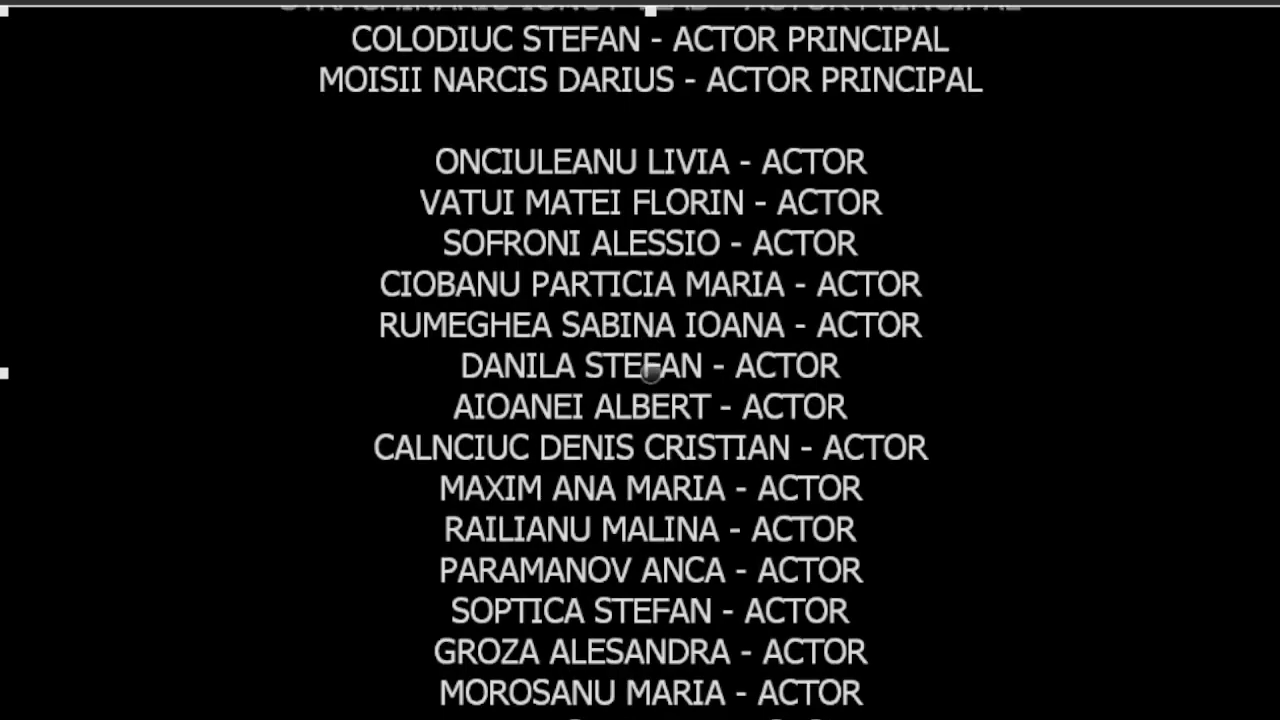 COLODIUC STEFAN - ACTOR PRINCIPAL
MOISII NARCIS DARIUS - ACTOR PRINCIPAL
ONCIULEANU LIVIA - ACTOR
VATUI MATEI FLORIN - ACTOR
SOFRONI ALESSIO - ACTOR
CIOBANU PARTICIA MARIA - ACTOR
RUMEGHEA SABINA IOANA - ACTOR
DANILA STEFAN - ACTOR
AIOANEI ALBERT - ACTOR
CALNCIUC DENIS CRISTIAN - ACTOR
MAXIM ANA MARIA - ACTOR
RAILIANU MALINA - ACTOR
PARAMANOV ANCA - ACTOR
SOPTICA STEFAN - ACTOR
GROZA ALESANDRA - ACTOR
MOROSANU MARIA - ACTOR